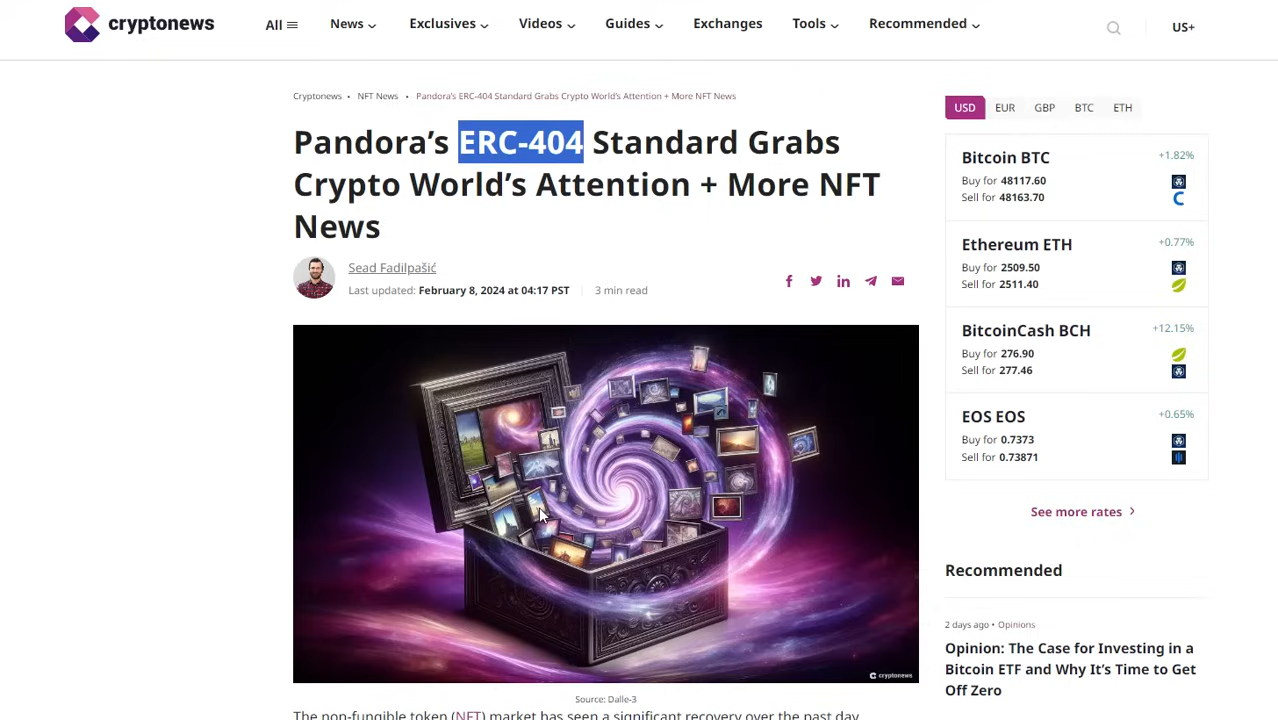 cryptonews
All
News
Exclusives
Videos
Guides
Exchanges
Tools
Recommended
US+
Cryptonews • NFT News • Pandora's ERC-404 Standard Grabs Crypto World's Attention + More NFT News
Pandora's ERC-404 Standard Grabs
Crypto World's Attention + More NFT
News
Sead Fadilpašić
Last updated: February 8, 2024 at 04:17 PST
3 min read
cryptonews
Source: Dalle-3
The non-fungible token (NFT) market has seen a significant recovery over the past day
USD EUR GBP BTC ETH
Bitcoin BTC +1.82%
Buy for 48117.60
Sell for 48163.70
Ethereum ETH +0.77%
Buy for 2509.50
Sell for 2511.40
BitcoinCash BCH +12.15%
Buy for 276.90
Sell for 277.46
EOS EOS +0.65%
Buy for 0.7373
Sell for 0.73871
See more rates
Recommended
2 days ago • Opinions
Opinion: The Case for Investing in a
Bitcoin ETF and Why It's Time to Get
Off Zero